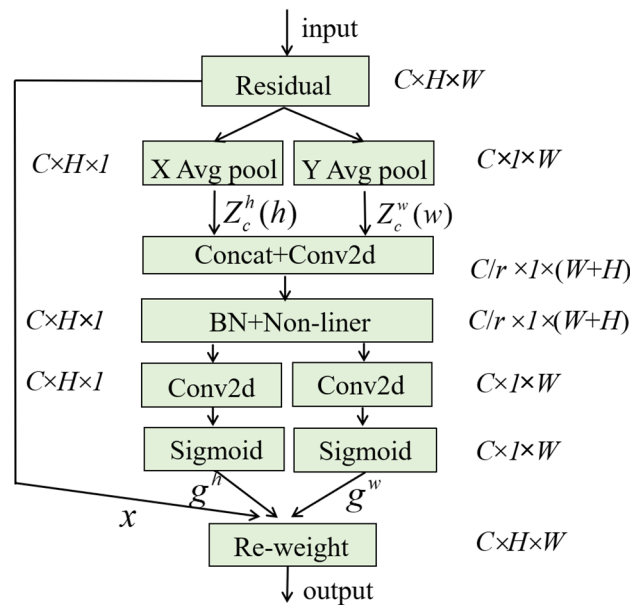 input
Residual C×H×W
C×H×1 X Avg pool Y Avg pool C×1×W
Z_c^h(h) Z_c^w(w)
Concat+Conv2d
C/r ×1×(W+H)
C×H×1 BN+Non-liner C/r ×1×(W+H)
C×H×1 Conv2d Conv2d C×1×W
Sigmoid Sigmoid C×1×W
g^h g^w
x
Re-weight C×H×W
output